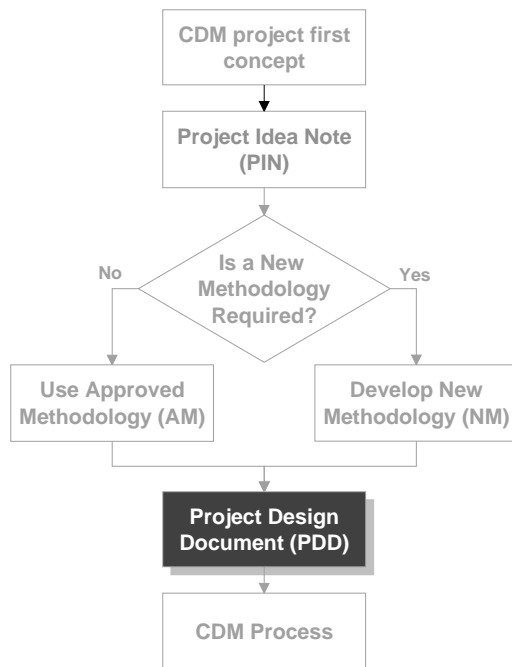 CDM project first
concept
Project Idea Note
(PIN)
Is a New
Methodology
Required?
No
Yes
Use Approved
Methodology (AM)
Develop New
Methodology (NM)
Project Design
Document (PDD)
CDM Process